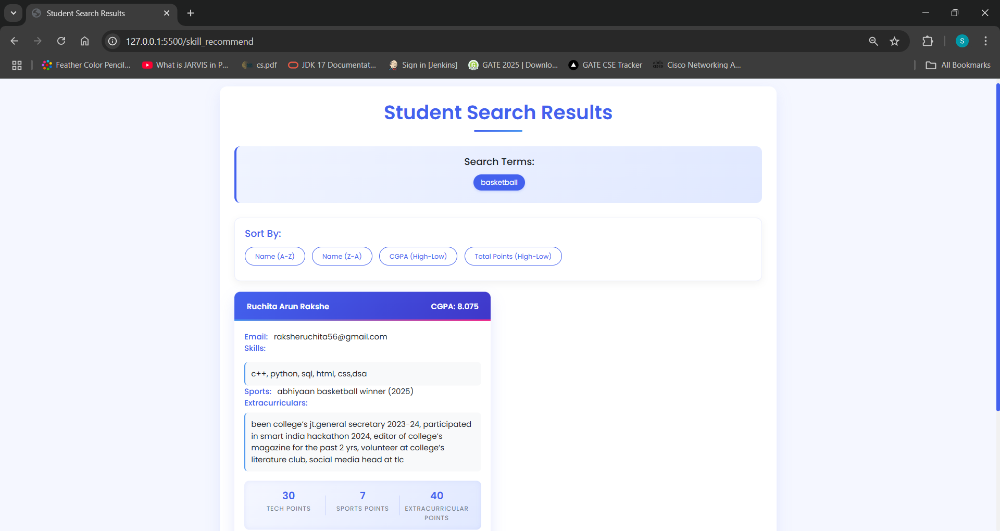 Student Search Results
127.0.0.1:5500/skill_recommend
S
Feather Color Pencil...
What is JARVIS in P...
cs.pdf
JDK 17 Documentat...
Sign in [Jenkins]
GATE 2025 | Downlo...
GATE CSE Tracker
Cisco Networking A...
All Bookmarks
Student Search Results
Search Terms:
basketball
Sort By:
Name (A-Z)
Name (Z-A)
CGPA (High-Low)
Total Points (High-Low)
Ruchita Arun Rakshe
CGPA: 8.075
Email: raksheruchita56@gmail.com
Skills:
c++, python, sql, html, css,dsa
Sports: abhiyaan basketball winner (2025)
Extracurriculars:
been college's jt.general secretary 2023-24, participated
in smart india hackathon 2024, editor of college's
magazine for the past 2 yrs, volunteer at college's
literature club, social media head at tlc
30
TECH POINTS
7
SPORTS POINTS
40
EXTRACURRICULAR
POINTS